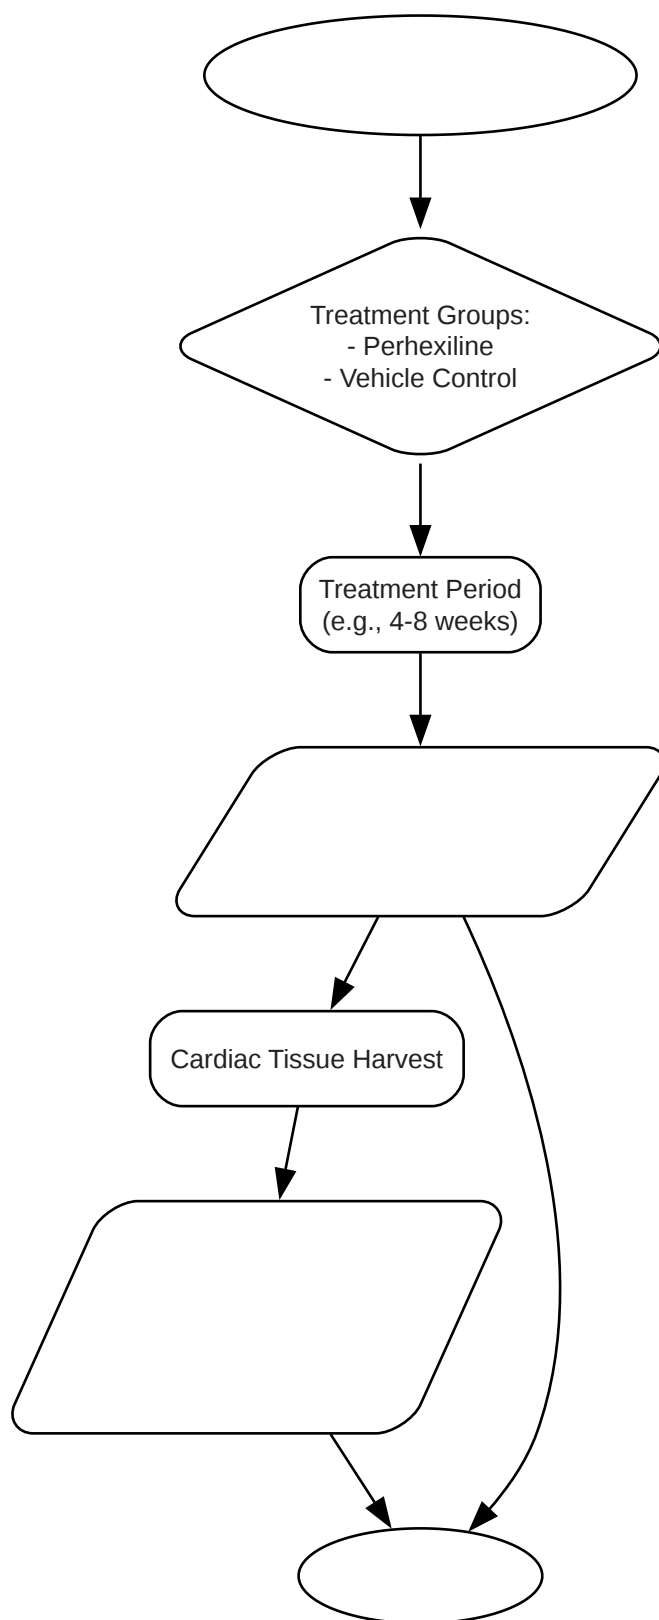 Treatment Groups:
- Perhexiline
- Vehicle Control
Treatment Period
(e.g., 4-8 weeks)
Cardiac Tissue Harvest